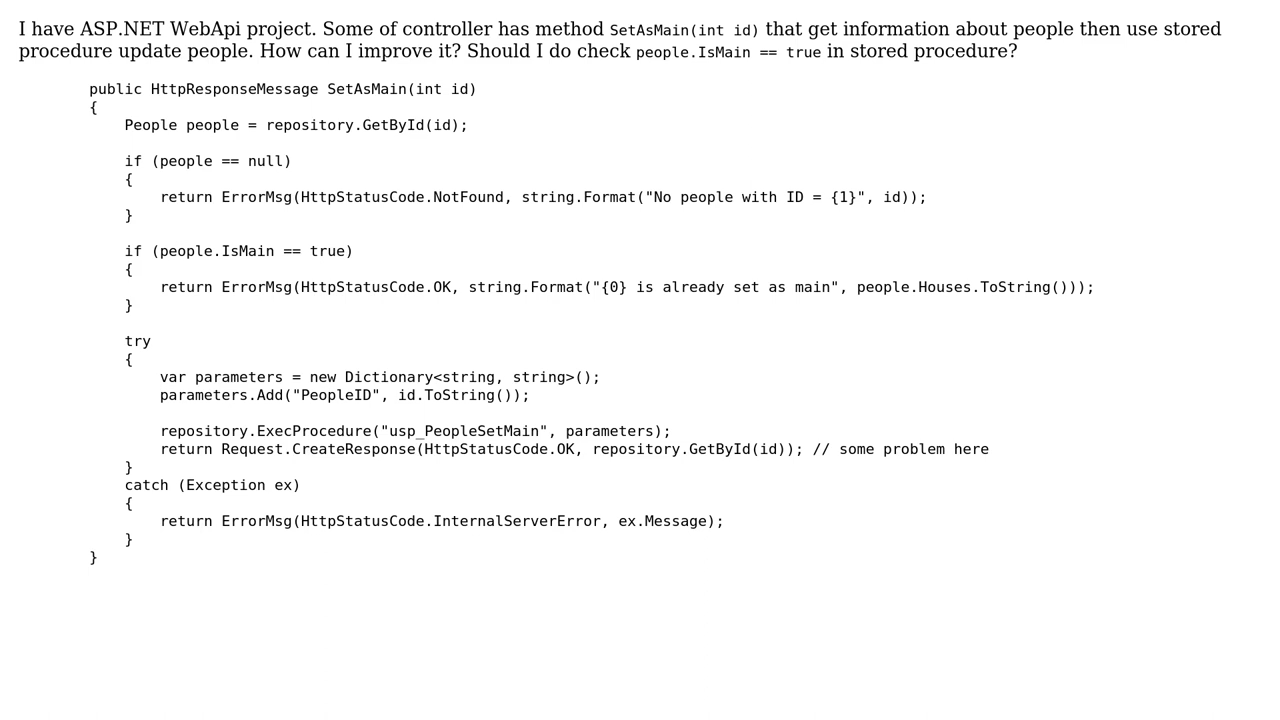 I have ASP.NET WebApi project. Some of controller has method SetAsMain(int id) that get information about people then use stored
procedure update people. How can I improve it? Should I do check people.IsMain == true in stored procedure?
public HttpResponseMessage SetAsMain(int id)
{
    People people = repository.GetById(id);

    if (people == null)
    {
        return ErrorMsg(HttpStatusCode.NotFound, string.Format("No people with ID = {1}", id));
    }

    if (people.IsMain == true)
    {
        return ErrorMsg(HttpStatusCode.OK, string.Format("{0} is already set as main", people.Houses.ToString()));
    }

    try
    {
        var parameters = new Dictionary<string, string>();
        parameters.Add("PeopleID", id.ToString());

        repository.ExecProcedure("usp_PeopleSetMain", parameters);
        return Request.CreateResponse(HttpStatusCode.OK, repository.GetById(id)); // some problem here
    }
    catch (Exception ex)
    {
        return ErrorMsg(HttpStatusCode.InternalServerError, ex.Message);
    }
}